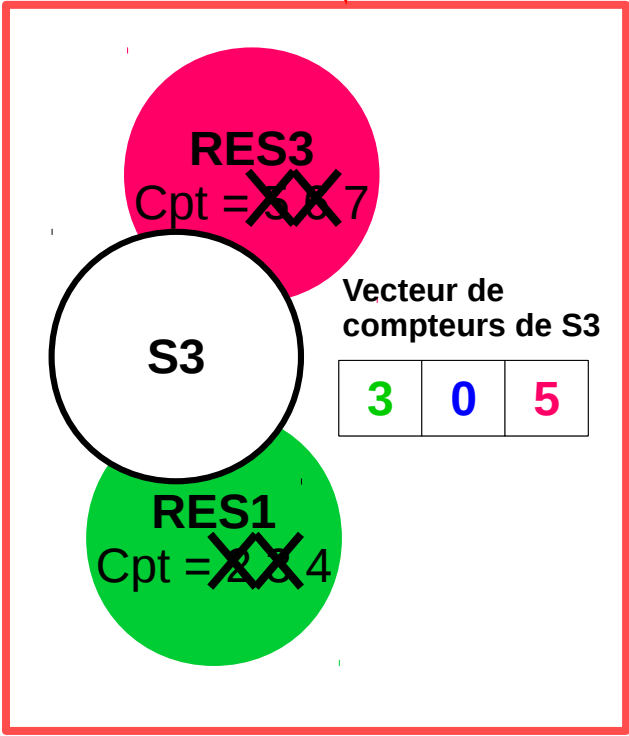 RES3
Cpt = 5 6 7
S3
Vecteur de
compteurs de S3
3 0 5
RES1
Cpt = 2 3 4